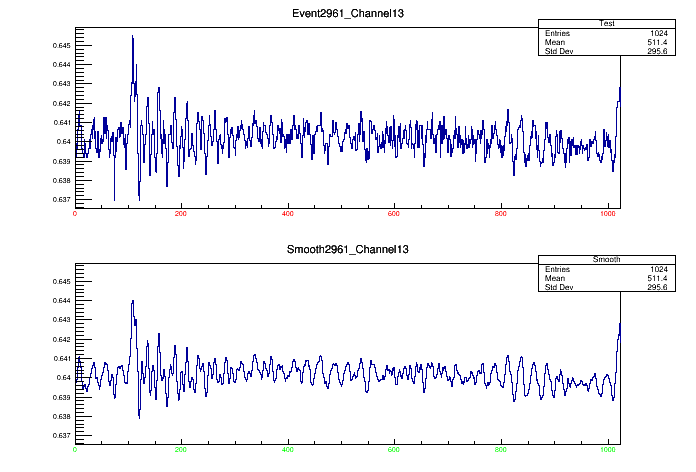 Event2961_Channel13
Test
Entries 1024
Mean 511.4
Std Dev 295.6
0.645
0.644
0.643
0.642
0.641
0.64
0.639
0.638
0.637
0 200 400 600 800 1000
Smooth2961_Channel13
Smooth
Entries 1024
Mean 511.4
Std Dev 295.6
0.645
0.644
0.643
0.642
0.641
0.64
0.639
0.638
0.637
0 200 400 600 800 1000